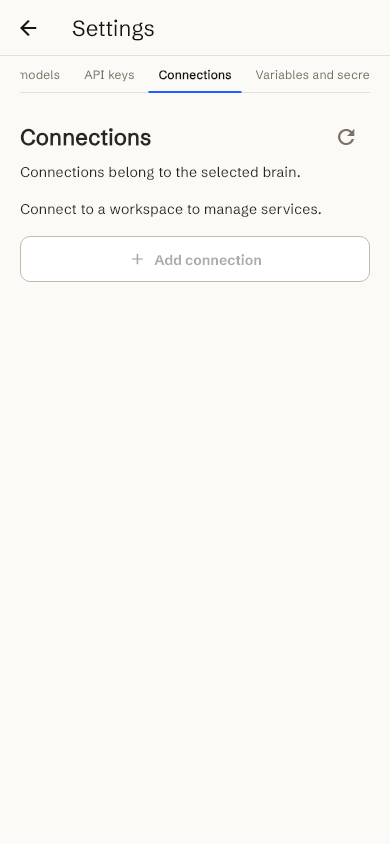 Settings
models
API keys
Connections
Variables and secre
Connections
Connections belong to the selected brain.
Connect to a workspace to manage services.
Add connection